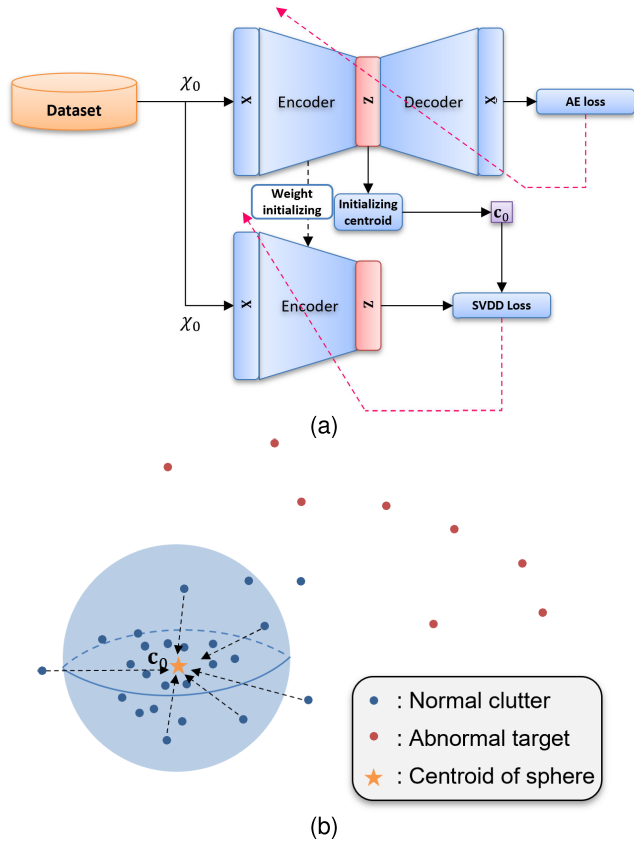 Dataset
χ₀
x
Encoder
z
Decoder
x̂
AE loss
Weight
initializing
Initializing
centroid
c₀
χ₀
x
Encoder
z
SVDD Loss
(a)
c₀
: Normal clutter
: Abnormal target
: Centroid of sphere
(b)